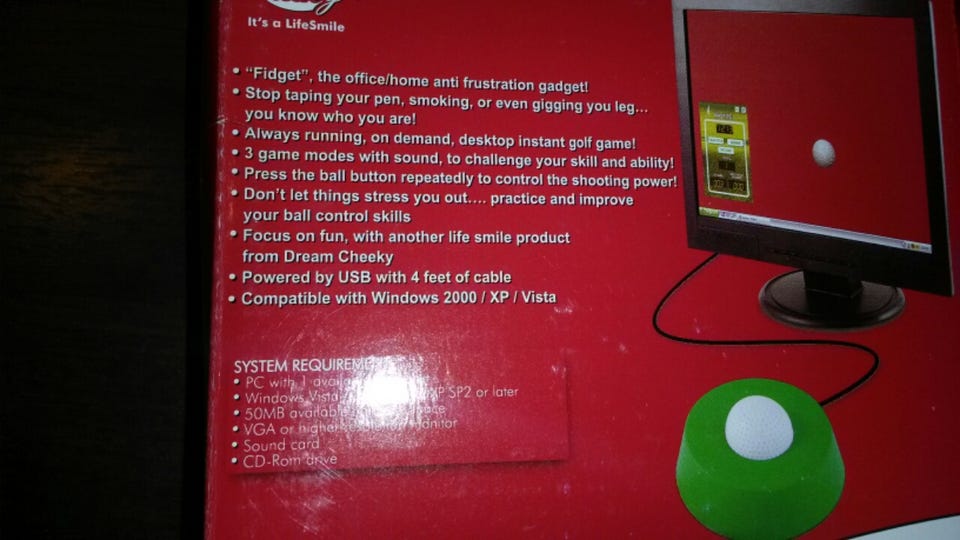 It's a LifeSmile
• "Fidget", the office/home anti frustration gadget!
• Stop taping your pen, smoking, or even gigging you leg...
you know who you are!
• Always running, on demand, desktop instant golf game!
• 3 game modes with sound, to challenge your skill and ability!
• Press the ball button repeatedly to control the shooting power!
• Don't let things stress you out.... practice and improve
your ball control skills
• Focus on fun, with another life smile product
from Dream Cheeky
• Powered by USB with 4 feet of cable
• Compatible with Windows 2000 / XP / Vista
SYSTEM
• PC with 1
• Windows Vista SP2 or later
• 50MB
• VGA or monitor
• Sound card
• CD-Rom drive